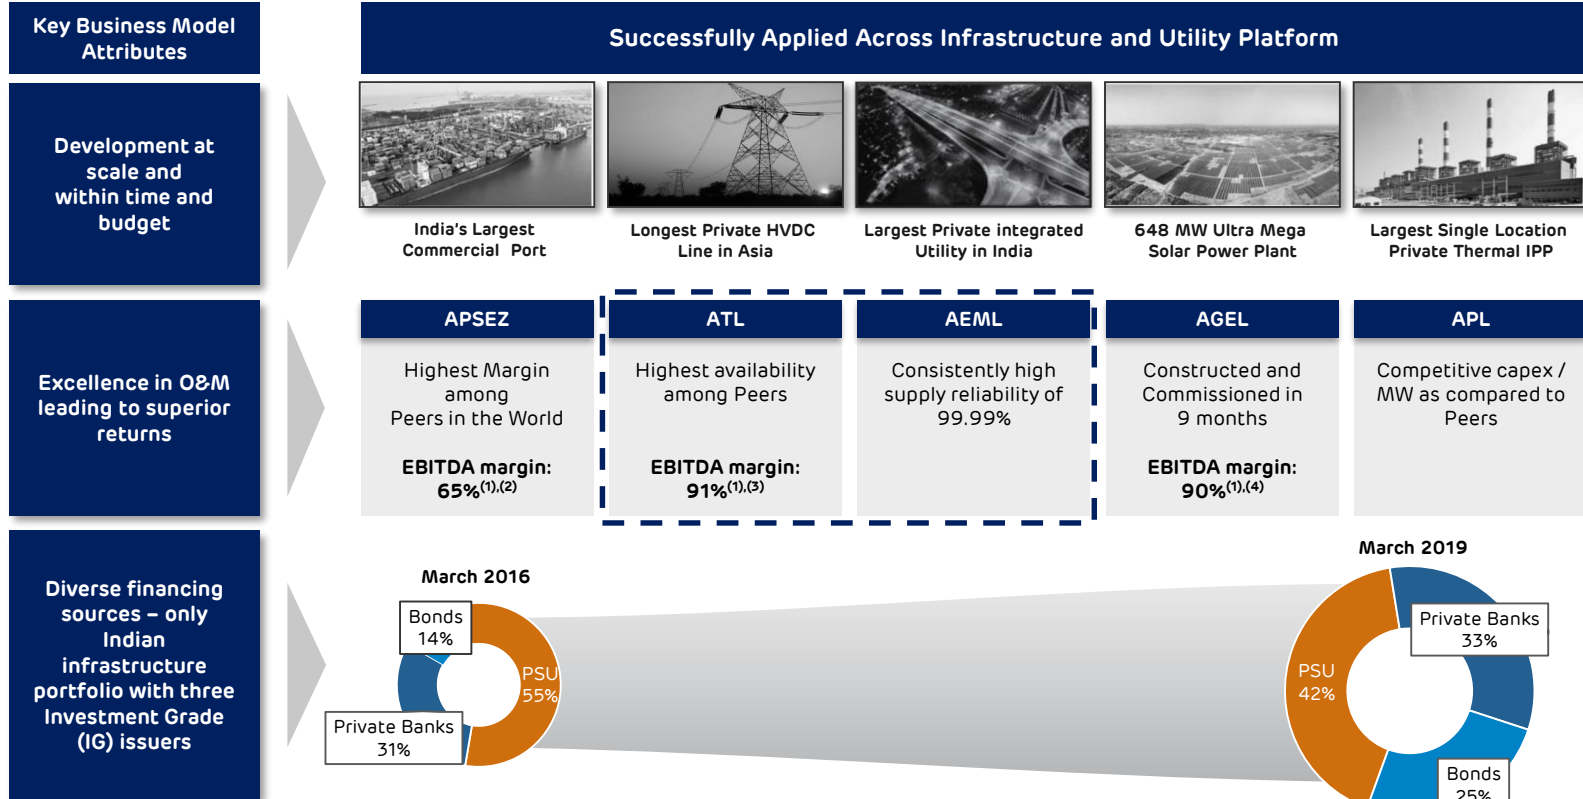 Key Business Model
Attributes
Successfully Applied Across Infrastructure and Utility Platform
Development at
scale and
within time and
budget
India's Largest
Commercial Port
Longest Private HVDC
Line in Asia
Largest Private integrated
Utility in India
648 MW Ultra Mega
Solar Power Plant
Largest Single Location
Private Thermal IPP
Excellence in O&M
leading to superior
returns
APSEZ
Highest Margin
among
Peers in the World
EBITDA margin:
65%(1),(2)
ATL
Highest availability
among Peers
EBITDA margin:
91%(1),(3)
AEML
Consistently high
supply reliability of
99.99%
AGEL
Constructed and
Commissioned in
9 months
EBITDA margin:
90%(1),(4)
APL
Competitive capex /
MW as compared to
Peers
Diverse financing
sources – only
Indian
infrastructure
portfolio with three
Investment Grade
(IG) issuers
March 2016
Bonds
14%
PSU
55%
Private Banks
31%
March 2019
Private Banks
33%
PSU
42%
Bonds
25%